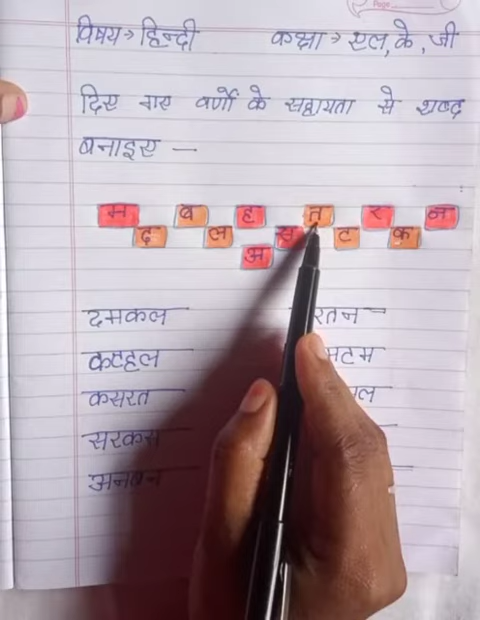 विषय → हिन्दी कक्षा → एल, के, जी
दिए गए वर्णों के सहायता से शब्द
बनाइए —
म ब ह त र न
द ल स ट क
अ
दमकल रतन
कटहल मटम
कसरत ल
सरकस
अनबन